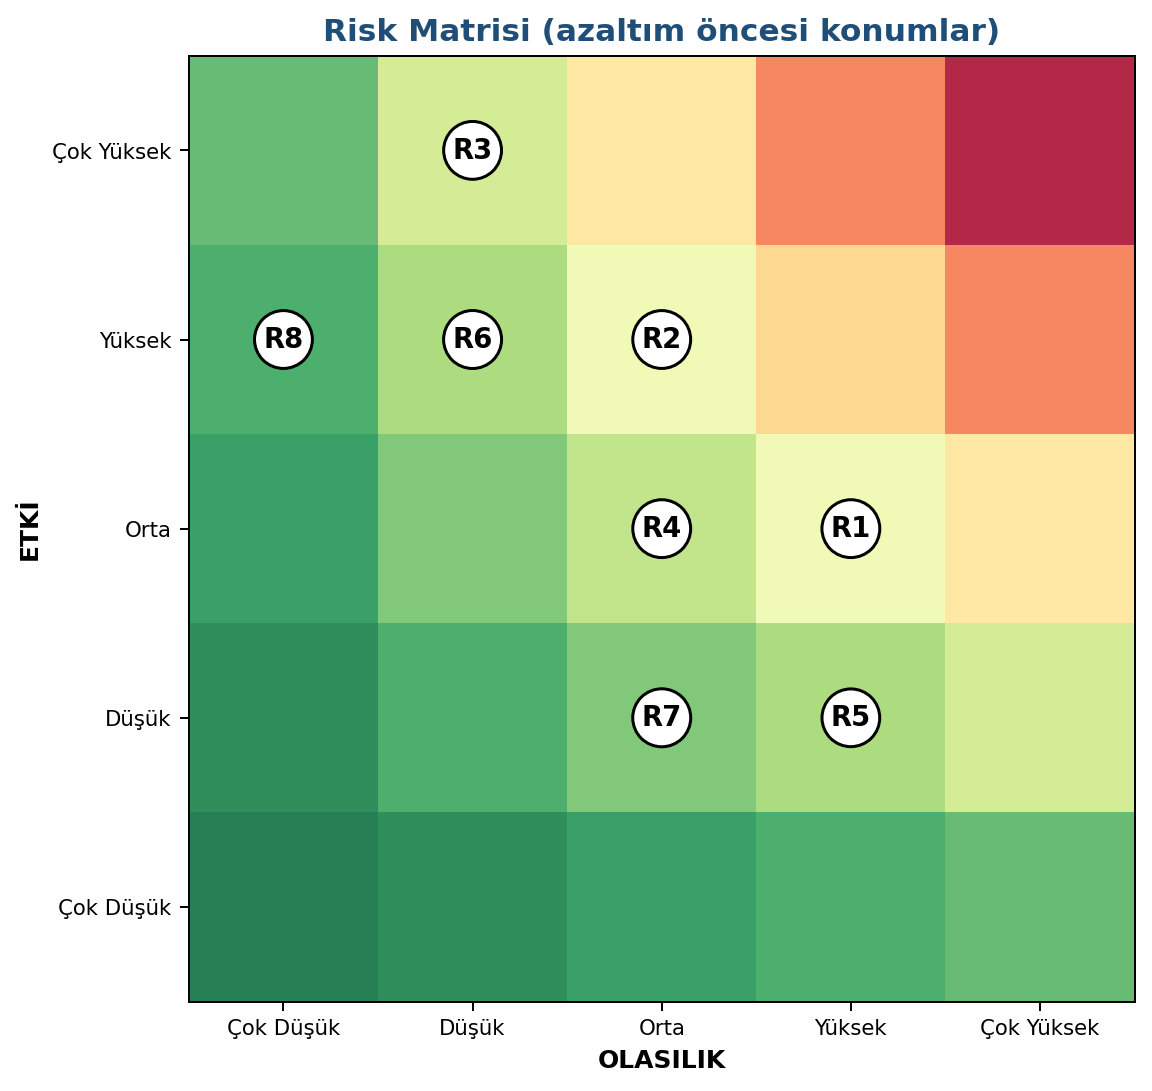 Risk Matrisi (azaltım öncesi konumlar)
Çok Yüksek
R3
Yüksek
R8 R6 R2
ETKİ
Orta
R4 R1
Düşük
R7 R5
Çok Düşük
Çok Düşük Düşük Orta Yüksek Çok Yüksek
OLASILIK